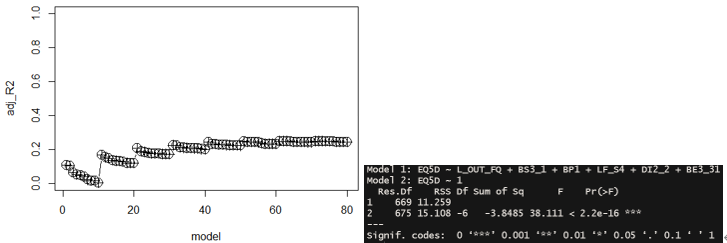 adj_R2
1.0
0.8
0.6
0.4
0.2
0.0
0 20 40 60 80
model
Model 1: EQ5D ~ L_OUT_FQ + BS3_1 + BP1 + LF_S4 + DI2_2 + BE3_31
Model 2: EQ5D ~ 1
Res.Df RSS Df Sum of Sq F Pr(>F)
1 669 11.259
2 675 15.108 -6 -3.8485 38.111 < 2.2e-16 ***
---
Signif. codes: 0 ‘***’ 0.001 ‘**’ 0.01 ‘*’ 0.05 ‘.’ 0.1 ‘ ’ 1